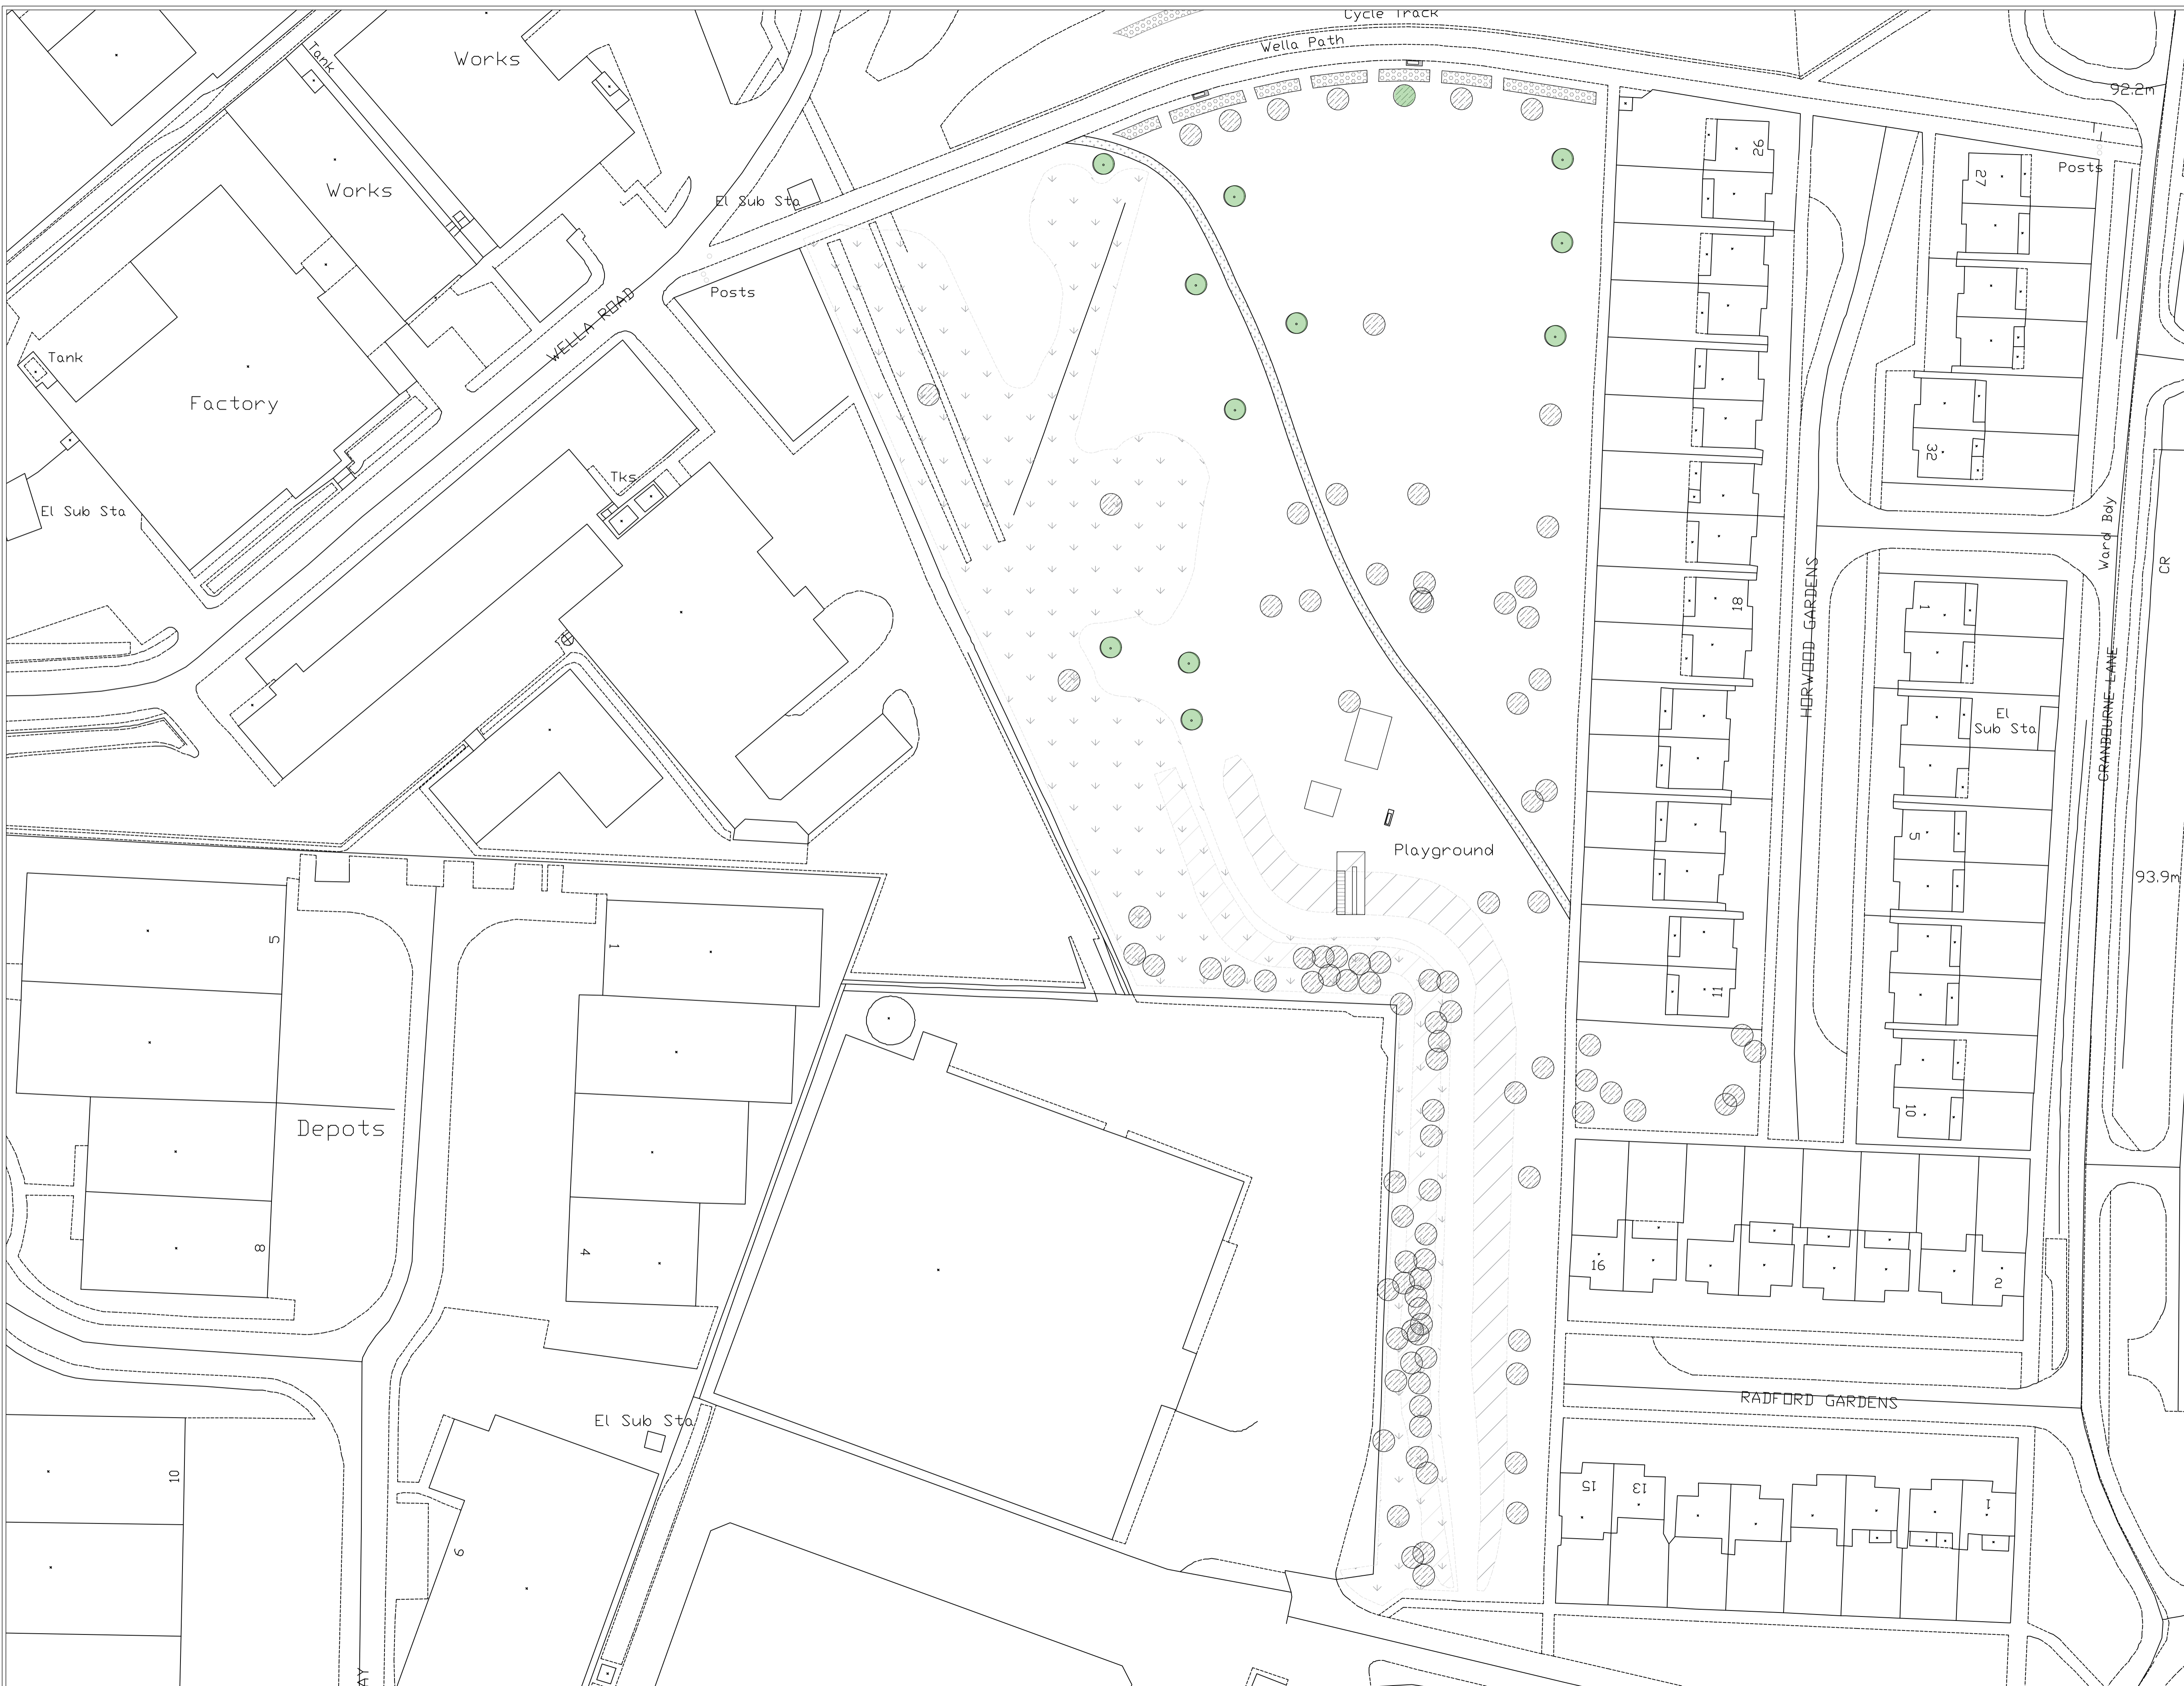 Cycle Track
Wella Path
Tank
Works
Works
92.2m
26
27
Posts
El Sub Sta
Posts
WELLA ROAD
Tank
Factory
32
Tks
El Sub Sta
Ward Bdy
CR
HORWOOD GARDENS
18
1
CRANBOURNE LANE
El
Sub Sta
5
Playground
93.9m
5
1
11
10
Depots
8
4
16
2
RADFORD GARDENS
El Sub Sta
10
15
13
1
AY